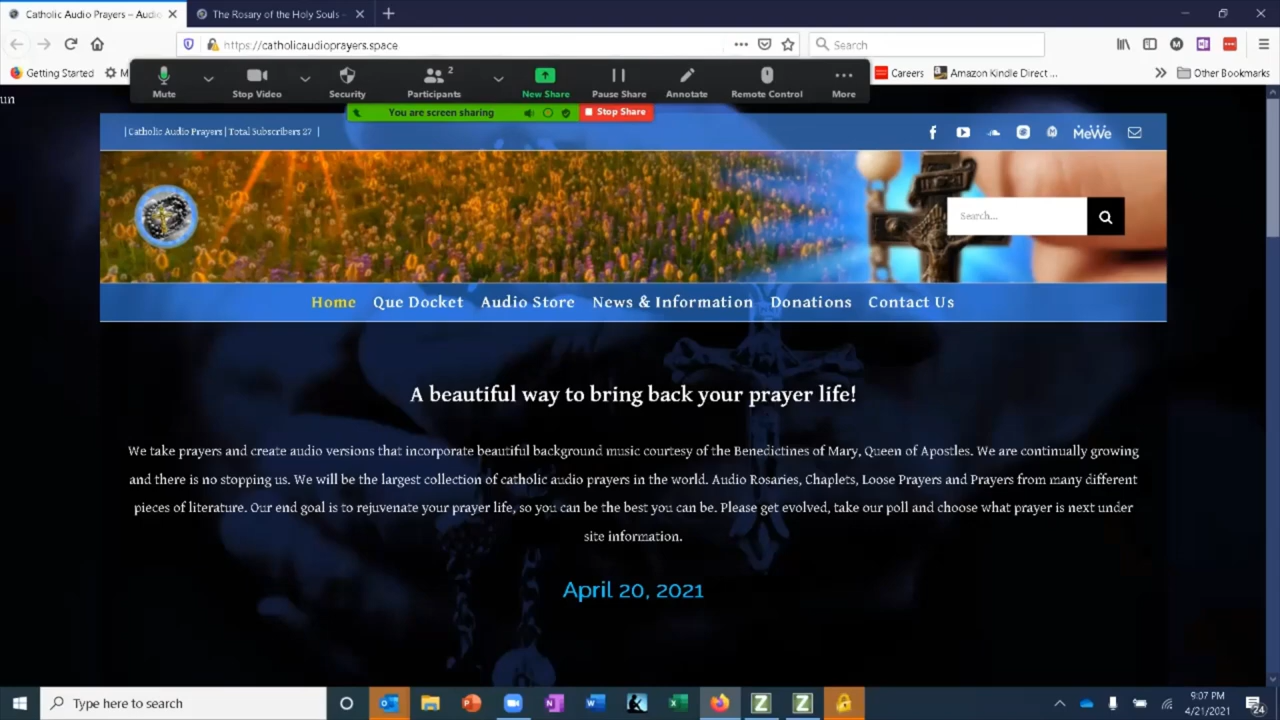 Catholic Audio Prayers – Audio
The Rosary of the Holy Souls –
https://catholicaudioprayers.space
Search
Getting Started
M
Careers
Amazon Kindle Direct ...
Other Bookmarks
Mute
Stop Video
Security
Participants
2
New Share
Pause Share
Annotate
Remote Control
More
You are screen sharing
Stop Share
un
| Catholic Audio Prayers | Total Subscribers 27 |
MeWe
Search...
Home Que Docket Audio Store News & Information Donations Contact Us
A beautiful way to bring back your prayer life!
We take prayers and create audio versions that incorporate beautiful background music courtesy of the Benedictines of Mary, Queen of Apostles. We are continually growing
and there is no stopping us. We will be the largest collection of catholic audio prayers in the world. Audio Rosaries, Chaplets, Loose Prayers and Prayers from many different
pieces of literature. Our end goal is to rejuvenate your prayer life, so you can be the best you can be. Please get evolved, take our poll and choose what prayer is next under
site information.
April 20, 2021
Type here to search
9:07 PM
4/21/2021
24